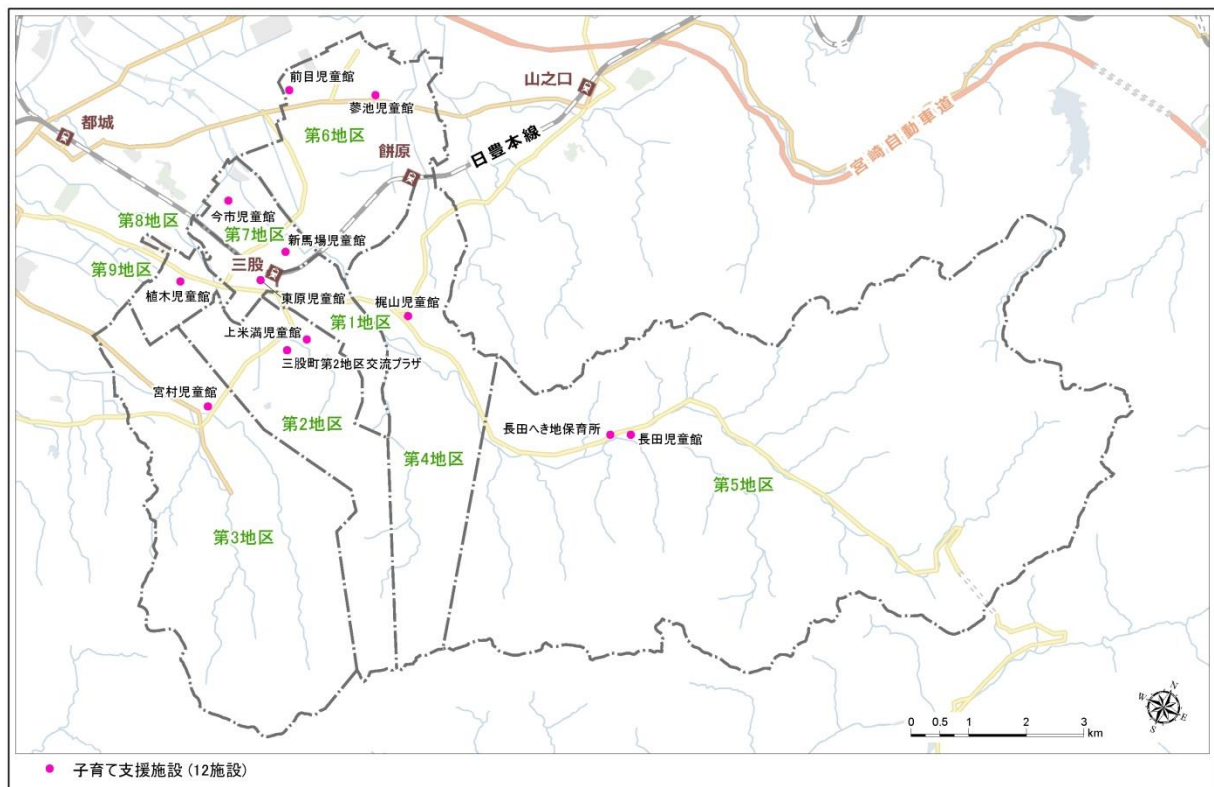 前目児童館
蓼池児童館
山之口
都城
第6地区
餅原
日豊本線
宮崎自動車道
今市児童館
第8地区
第7地区
新馬場児童館
第9地区
三股
植木児童館
東原児童館
梶山児童館
第1地区
上米満児童館
三股町第2地区交流プラザ
宮村児童館
第2地区
長田へき地保育所
長田児童館
第4地区
第5地区
第3地区
N
W
E
S
0 0.5 1 2 3
km
子育て支援施設(12施設)